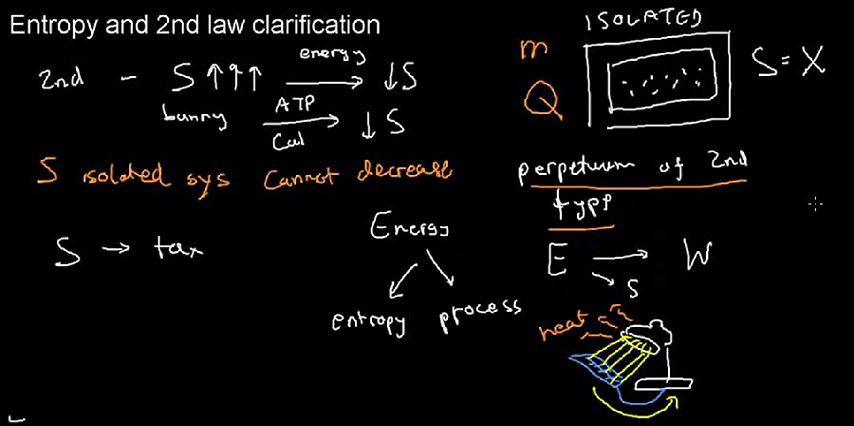 Entropy and 2nd law clarification
2nd - S ↑↑↑ energy → ↓S
bunny ATP Cal → ↓ S
S isolated sys cannot decrease
S → tax
Energy
entropy process
ISOLATED
m
Q
S = X
perpetuum of 2nd
type
E → W
S
heat